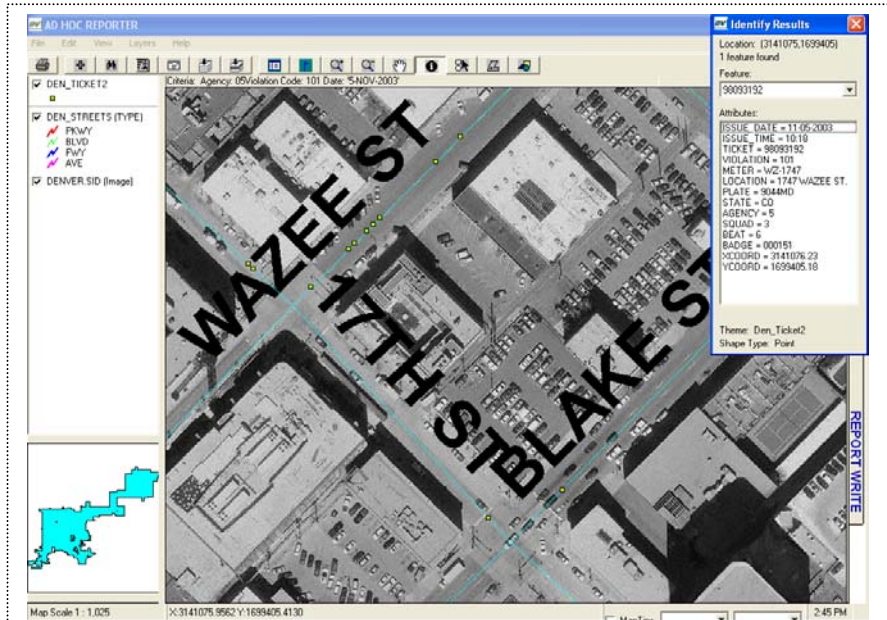 AD HOC REPORTER
File Edit View Layers Help
Criteria: Agency: 05Violation Code: 101 Date: '5-NOV-2003'
DEN_TICKET2
DEN_STREETS (TYPE)
PKWY
BLVD
FWY
AVE
DENVER.SID (Image)
WAZEE ST
17TH ST
BLAKE ST
Identify Results
Location: (3141075,1699405)
1 feature found
Feature:
98093192
Attributes:
ISSUE_DATE = 11-05-2003
ISSUE_TIME = 10:18
TICKET = 98093192
VIOLATION = 101
METER = WZ-1747
LOCATION = 1747 WAZEE ST.
PLATE = 9044MD
STATE = CO
AGENCY = 5
SQUAD = 3
BEAT = 6
BADGE = 000151
XCOORD = 3141076.23
YCOORD = 1699405.18
Theme: Den_Ticket2
Shape Type: Point
REPORT WRITE
Map Scale 1 : 1,025
X:3141075.9562 Y:1699405.4130
2:45 PM